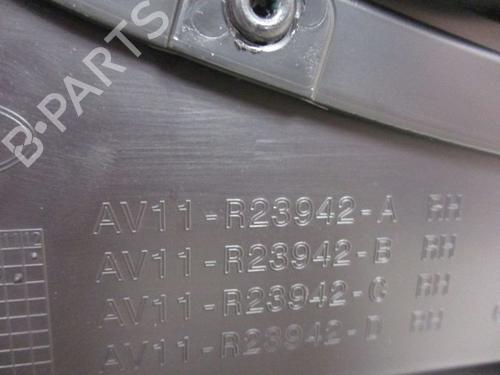 B-PARTS
AV11-R23942-A RH
AV11-R23942-B RH
AV11-R23942-C RH
AV11-R23942-D RH